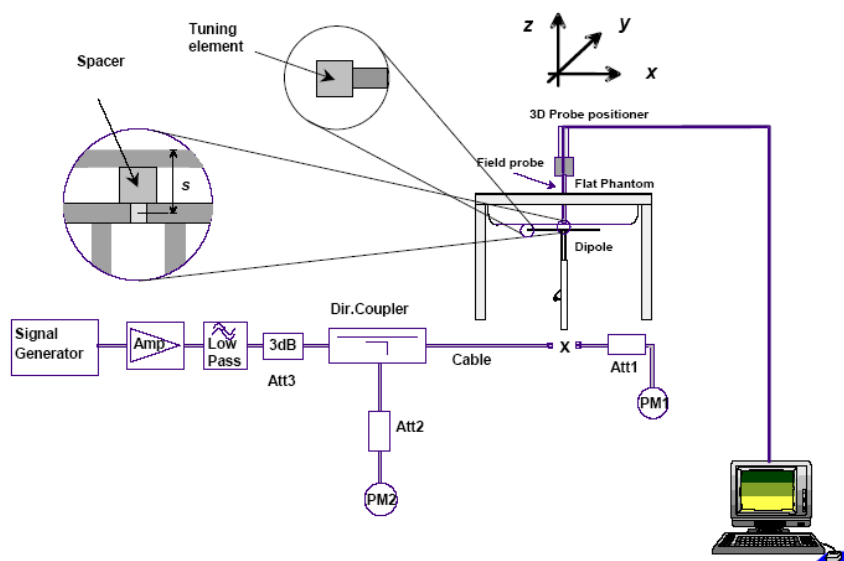 Tuning
element
Spacer
s
z
y
x
3D Probe positioner
Field probe
Flat Phantom
Dipole
Dir.Coupler
Signal
Generator
Amp
Low
Pass
3dB
Att3
Cable
X
Att1
PM1
Att2
PM2